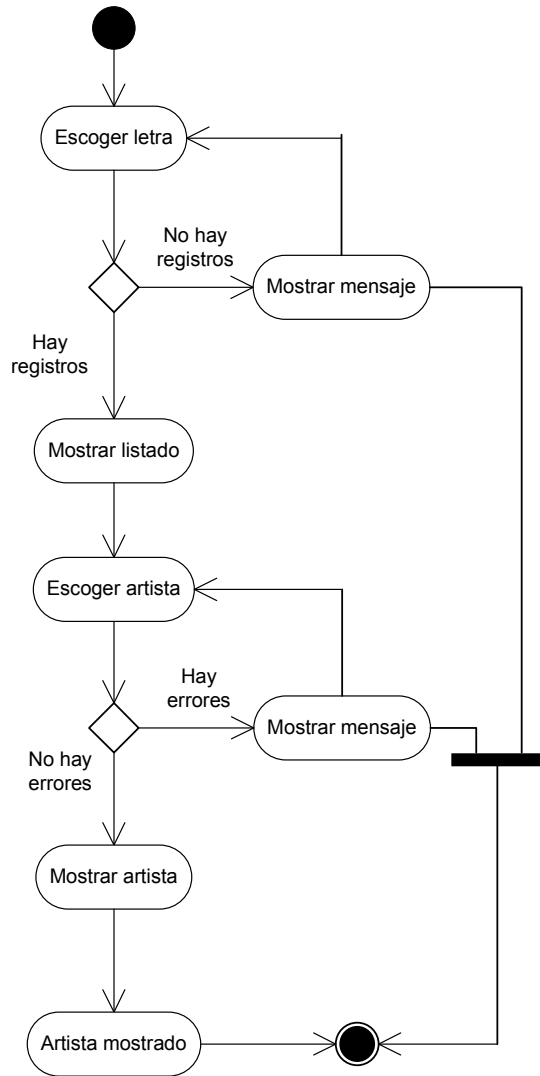 Escoger letra
No hay
registros
Mostrar mensaje
Hay
registros
Mostrar listado
Escoger artista
Hay
errores
Mostrar mensaje
No hay
errores
Mostrar artista
Artista mostrado